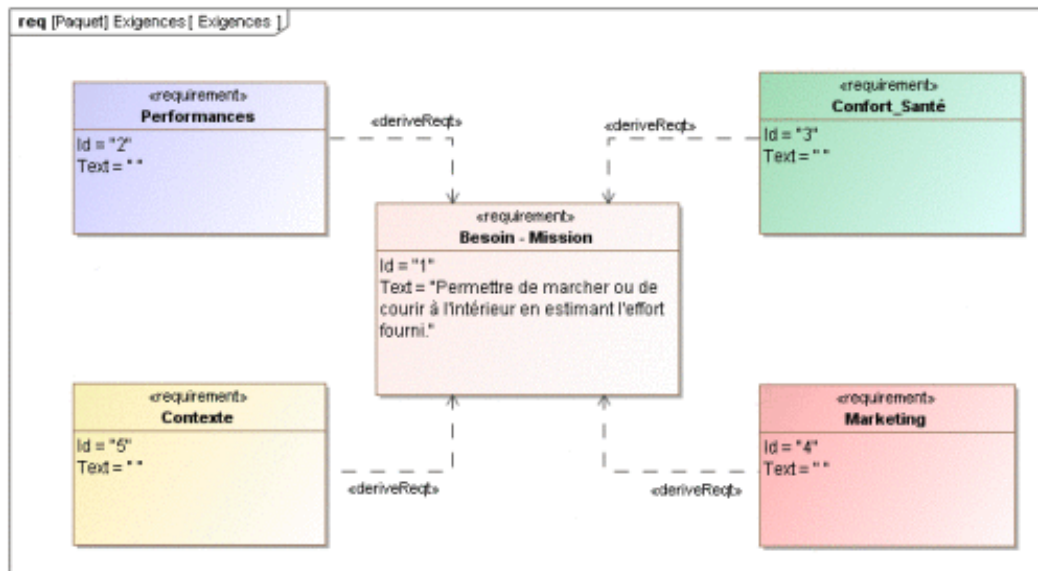 req [Paquet] Exigences [ Exigences ]
«requirement»
Performances
Id = "2"
Text = " "
«deriveReqt»
«deriveReqt»
«requirement»
Confort_Santé
Id = "3"
Text = " "
«requirement»
Besoin - Mission
Id = "1"
Text = "Permettre de marcher ou de
courir à l'intérieur en estimant l'effort
fourni."
«requirement»
Contexte
Id = "5"
Text = " "
«deriveReqt»
«deriveReqt»
«requirement»
Marketing
Id = "4"
Text = " "